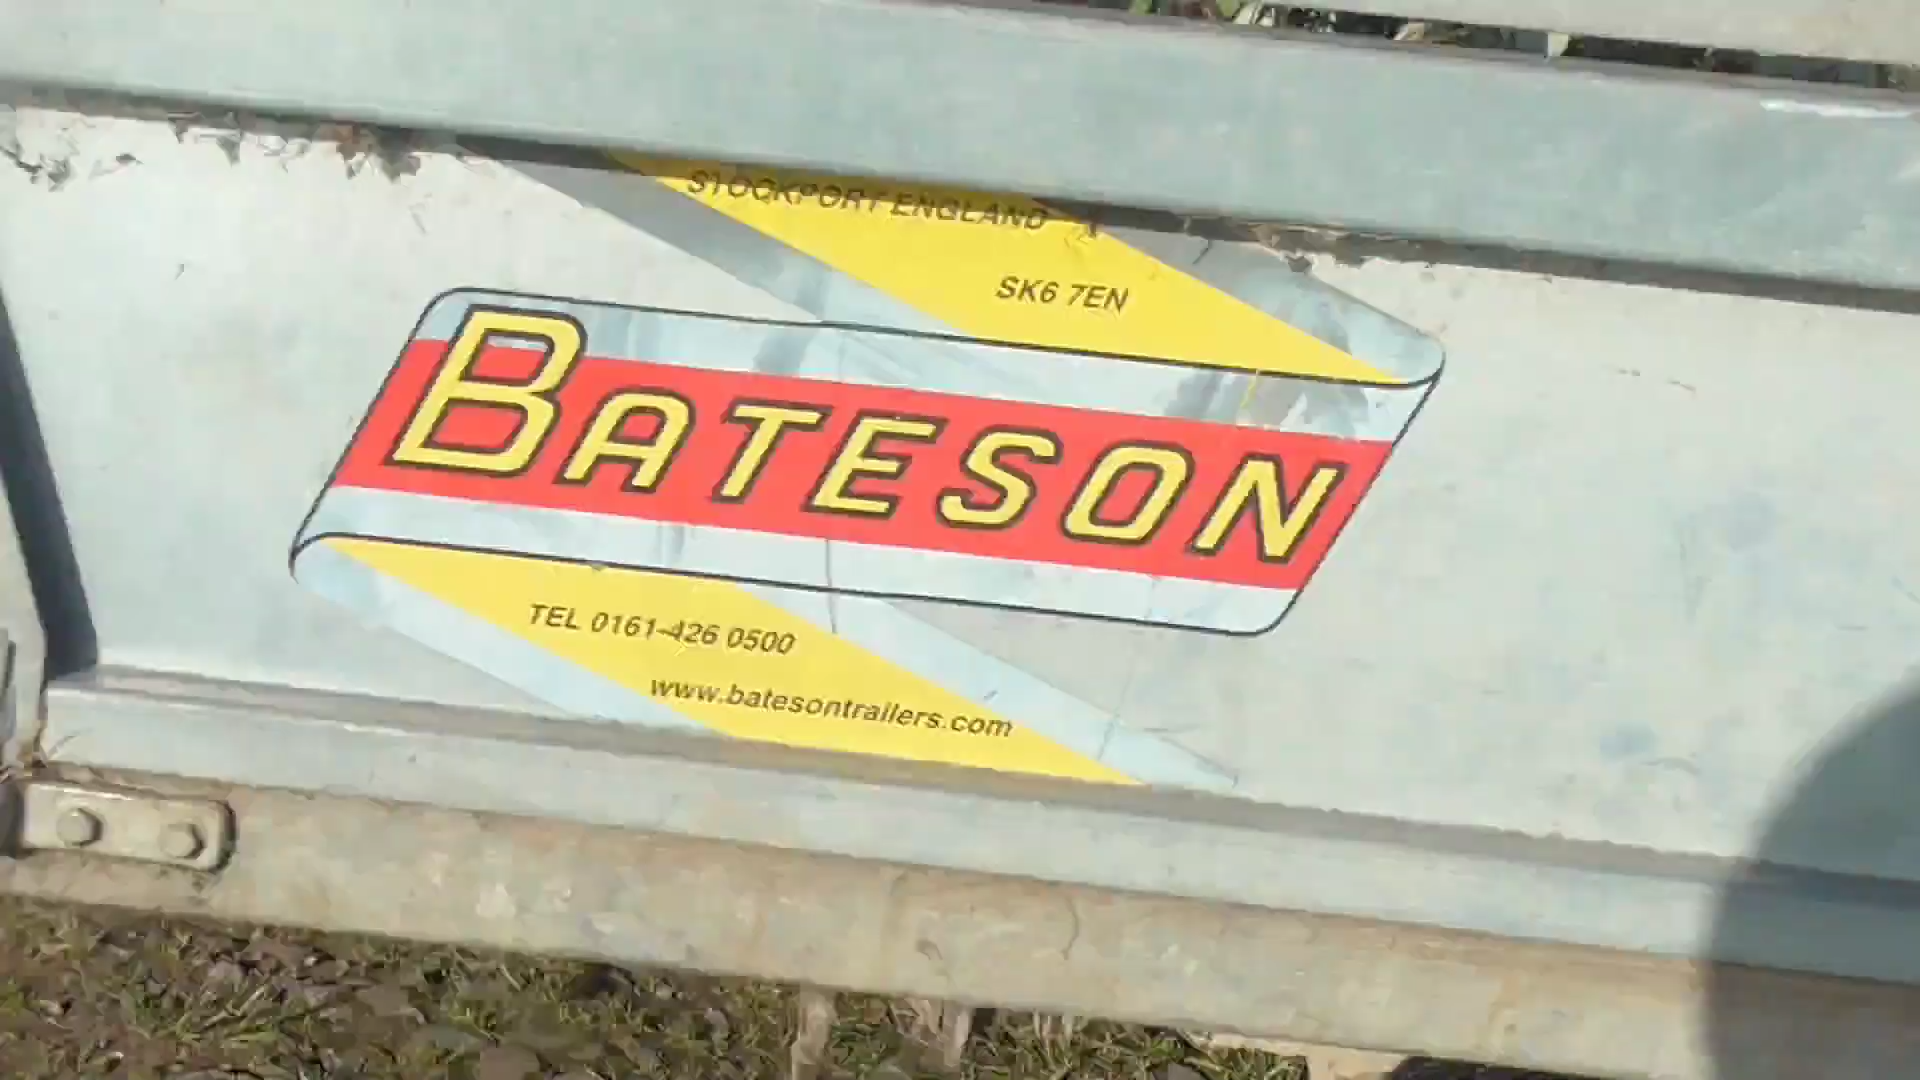 STOCKPORT ENGLAND
SK6 7EN
BATESON
TEL 0161-426 0500
www.batesontrailers.com